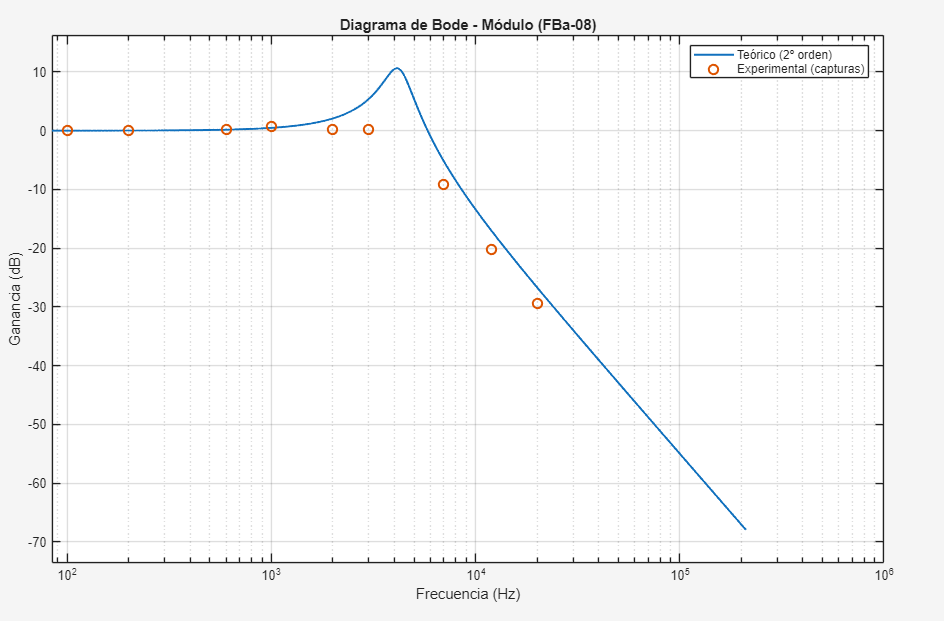 Diagrama de Bode - Módulo (FBa-08)
Teórico (2º orden)
Experimental (capturas)
10
0
-10
-20
-30
-40
-50
-60
-70
Ganancia (dB)
10² 10³ 10⁴ 10⁵ 10⁶
Frecuencia (Hz)